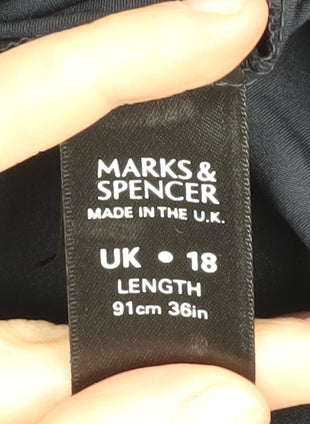 MARKS &
SPENCER
MADE IN THE U.K.
UK • 18
LENGTH
91cm 36in